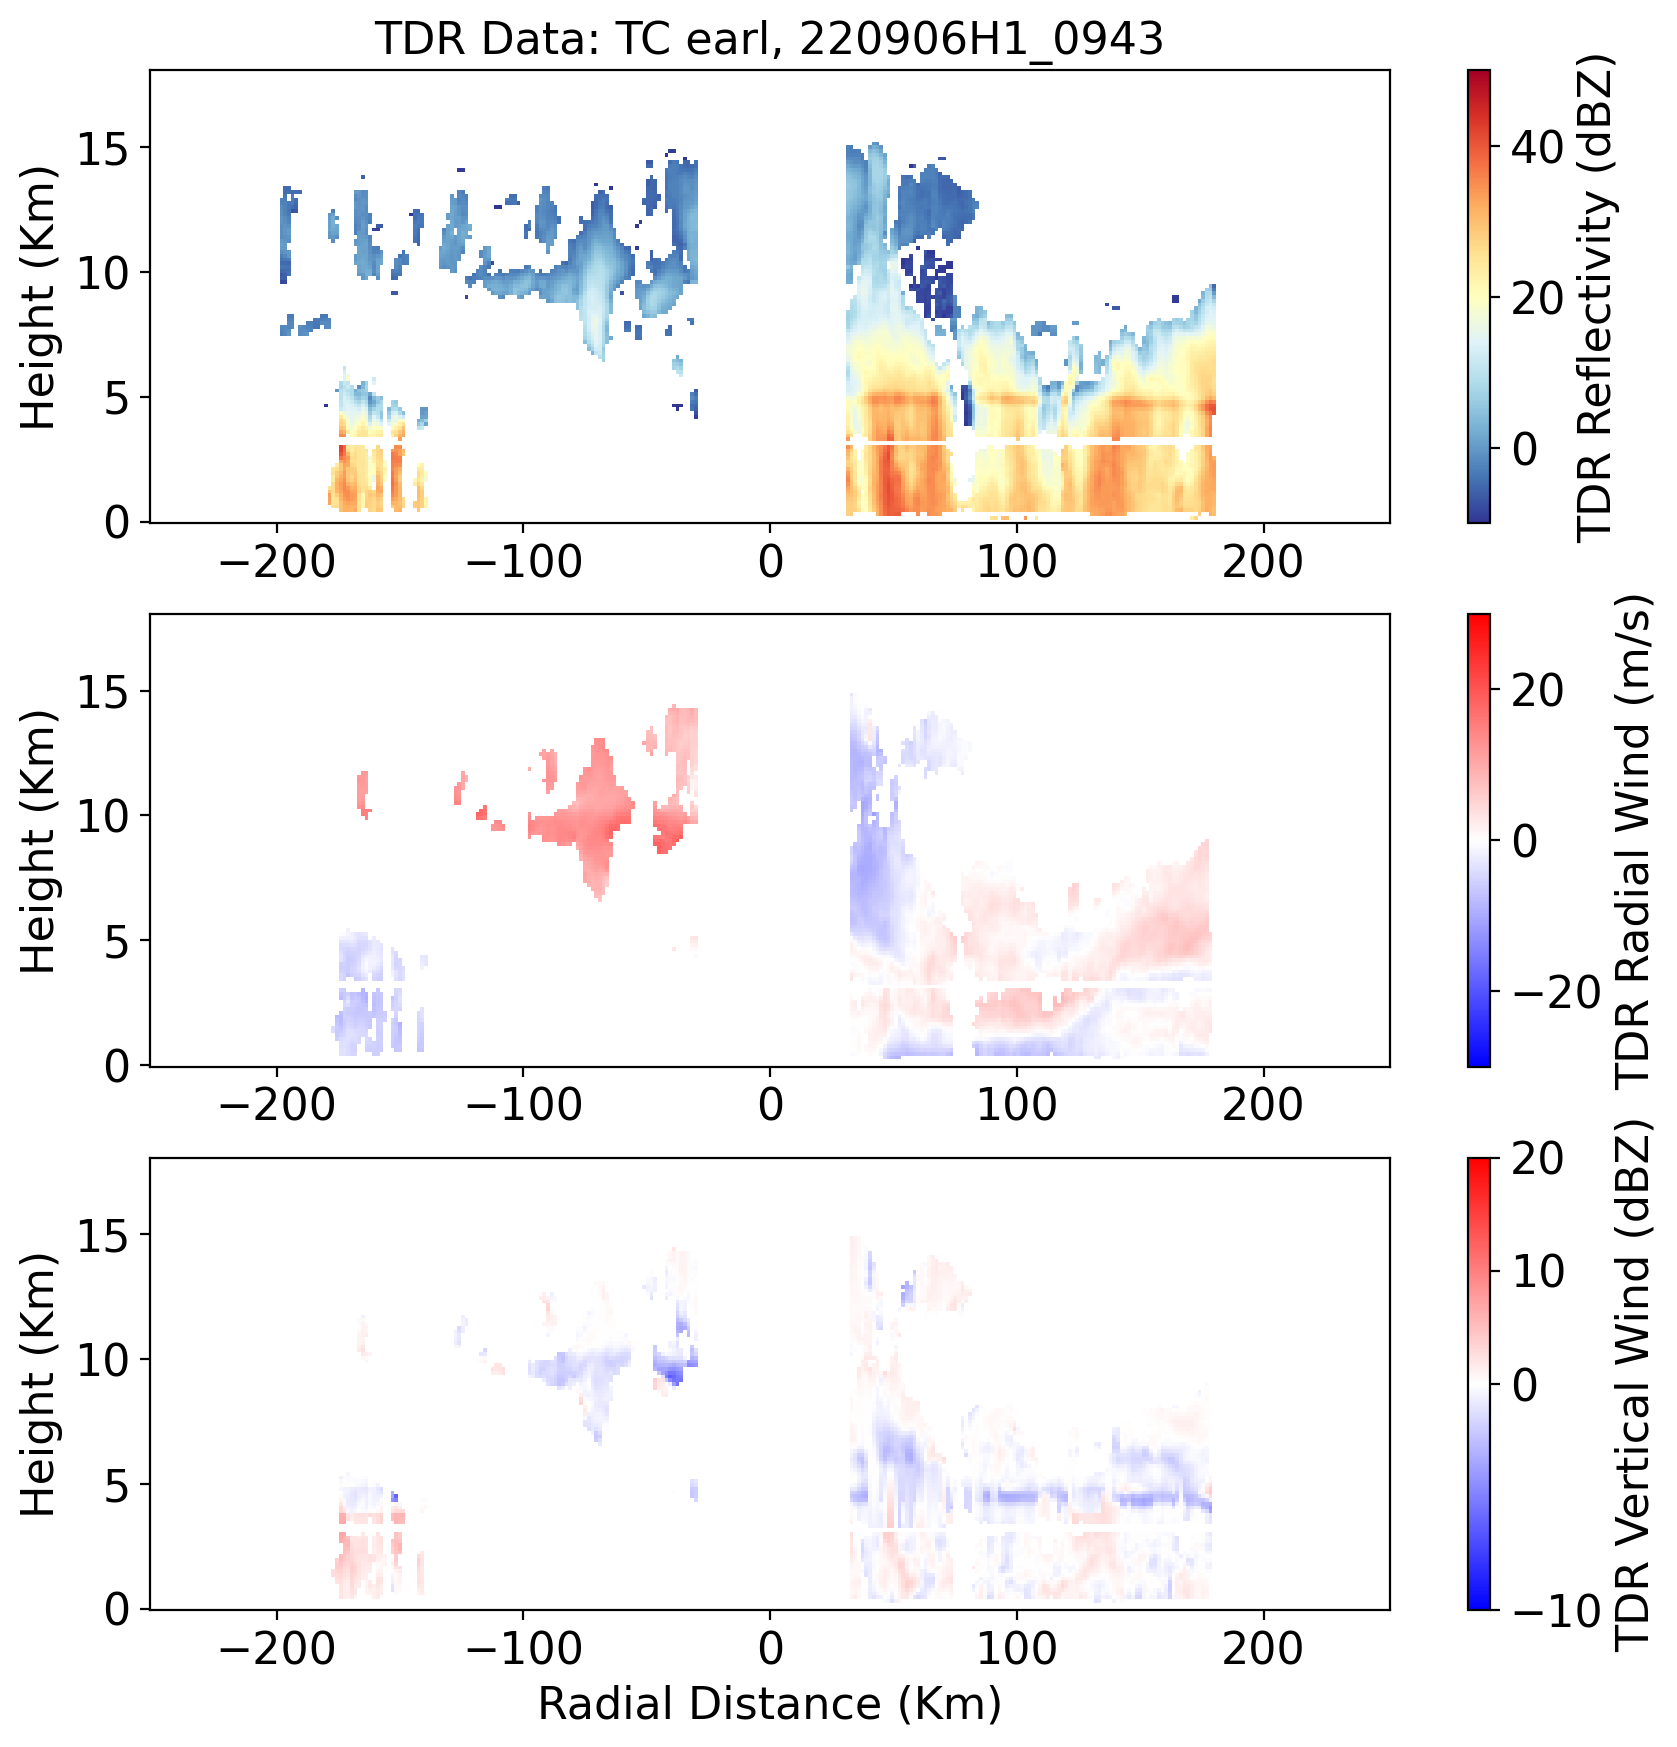 TDR Data: TC earl, 220906H1_0943
Height (Km)
15
10
5
0
−200 −100 0 100 200
40
20
0
TDR Reflectivity (dBZ)
Height (Km)
15
10
5
0
−200 −100 0 100 200
20
0
−20
TDR Radial Wind (m/s)
Height (Km)
15
10
5
0
−200 −100 0 100 200
Radial Distance (Km)
20
10
0
−10
TDR Vertical Wind (dBZ)